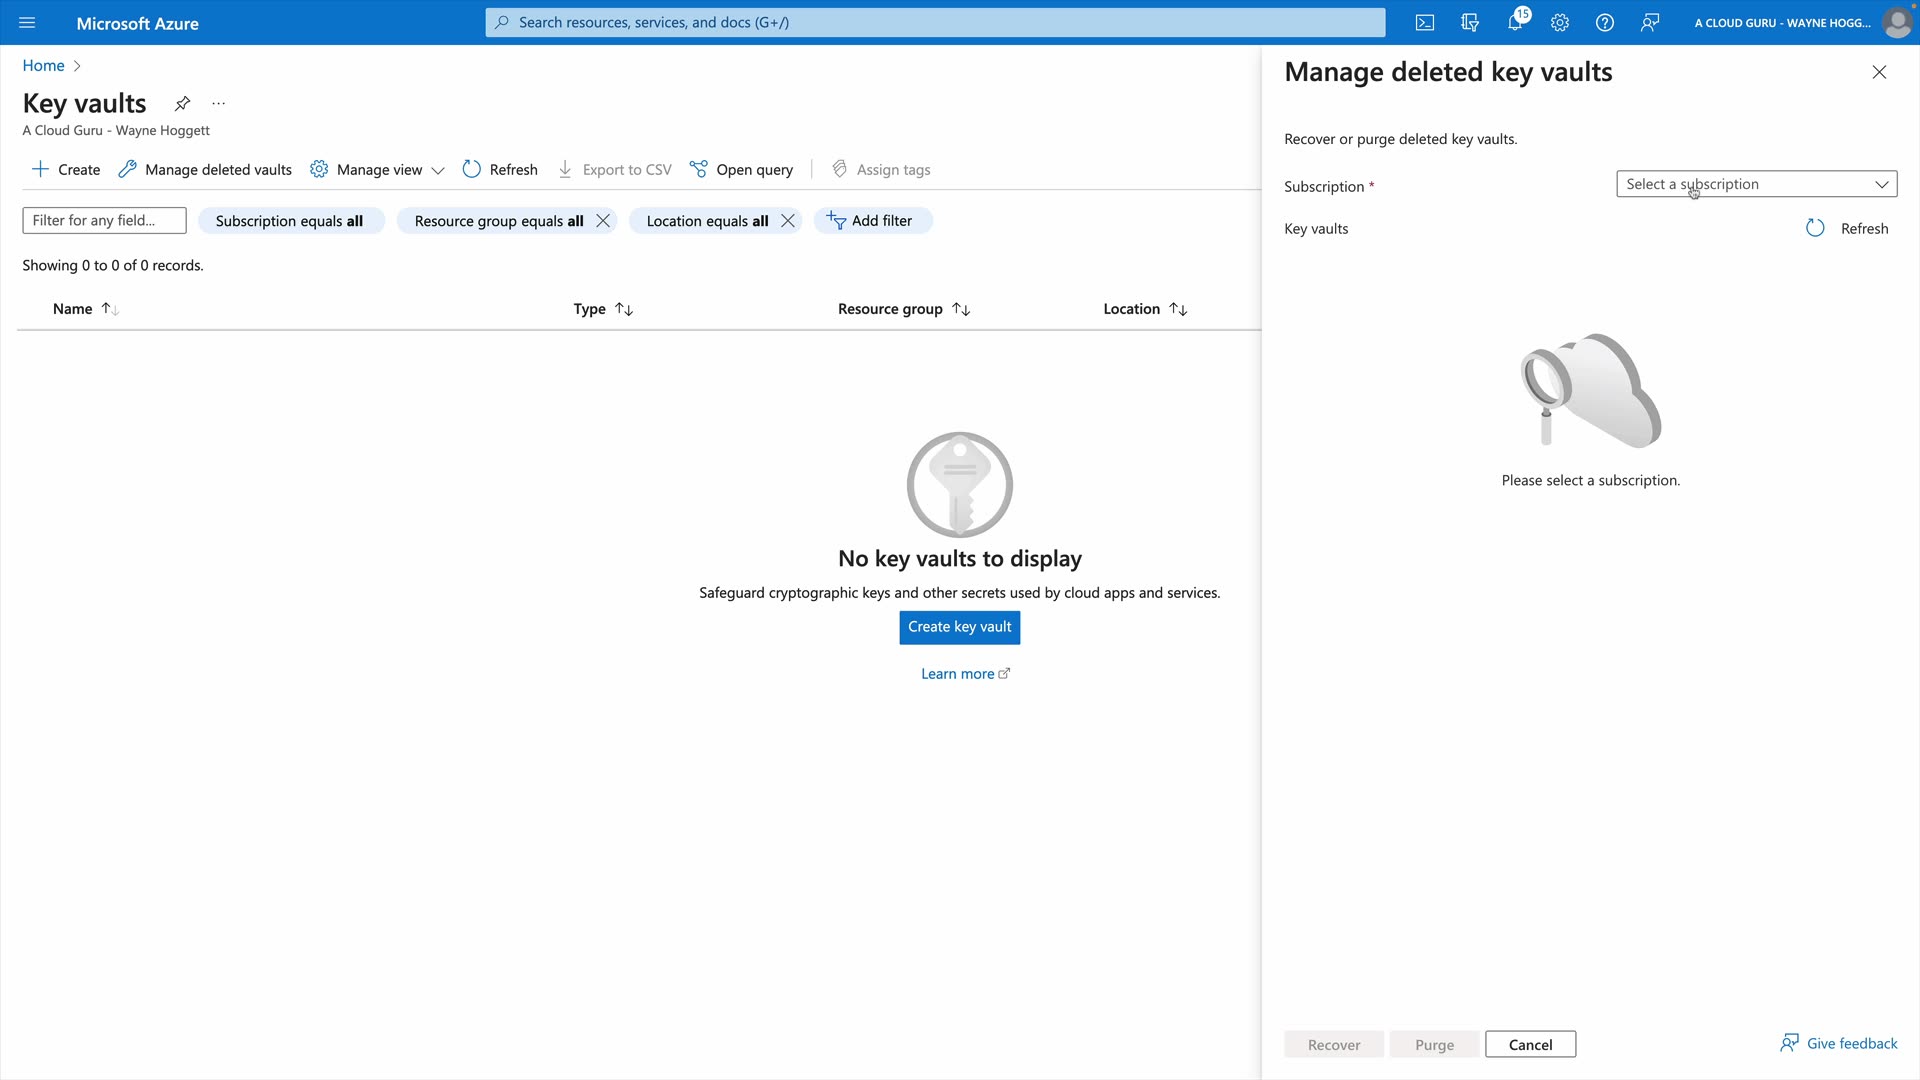 Microsoft Azure
Search resources, services, and docs (G+/)
15
A CLOUD GURU - WAYNE HOGG...
Home
Key vaults
...
A Cloud Guru - Wayne Hoggett
Create
Manage deleted vaults
Manage view
Refresh
Export to CSV
Open query
Assign tags
Filter for any field...
Subscription equals all
Resource group equals all
Location equals all
Add filter
Showing 0 to 0 of 0 records.
Name
Type
Resource group
Location
No key vaults to display
Safeguard cryptographic keys and other secrets used by cloud apps and services.
Create key vault
Learn more
Manage deleted key vaults
Recover or purge deleted key vaults.
Subscription *
Select a subscription
Key vaults
Refresh
Please select a subscription.
Recover
Purge
Cancel
Give feedback